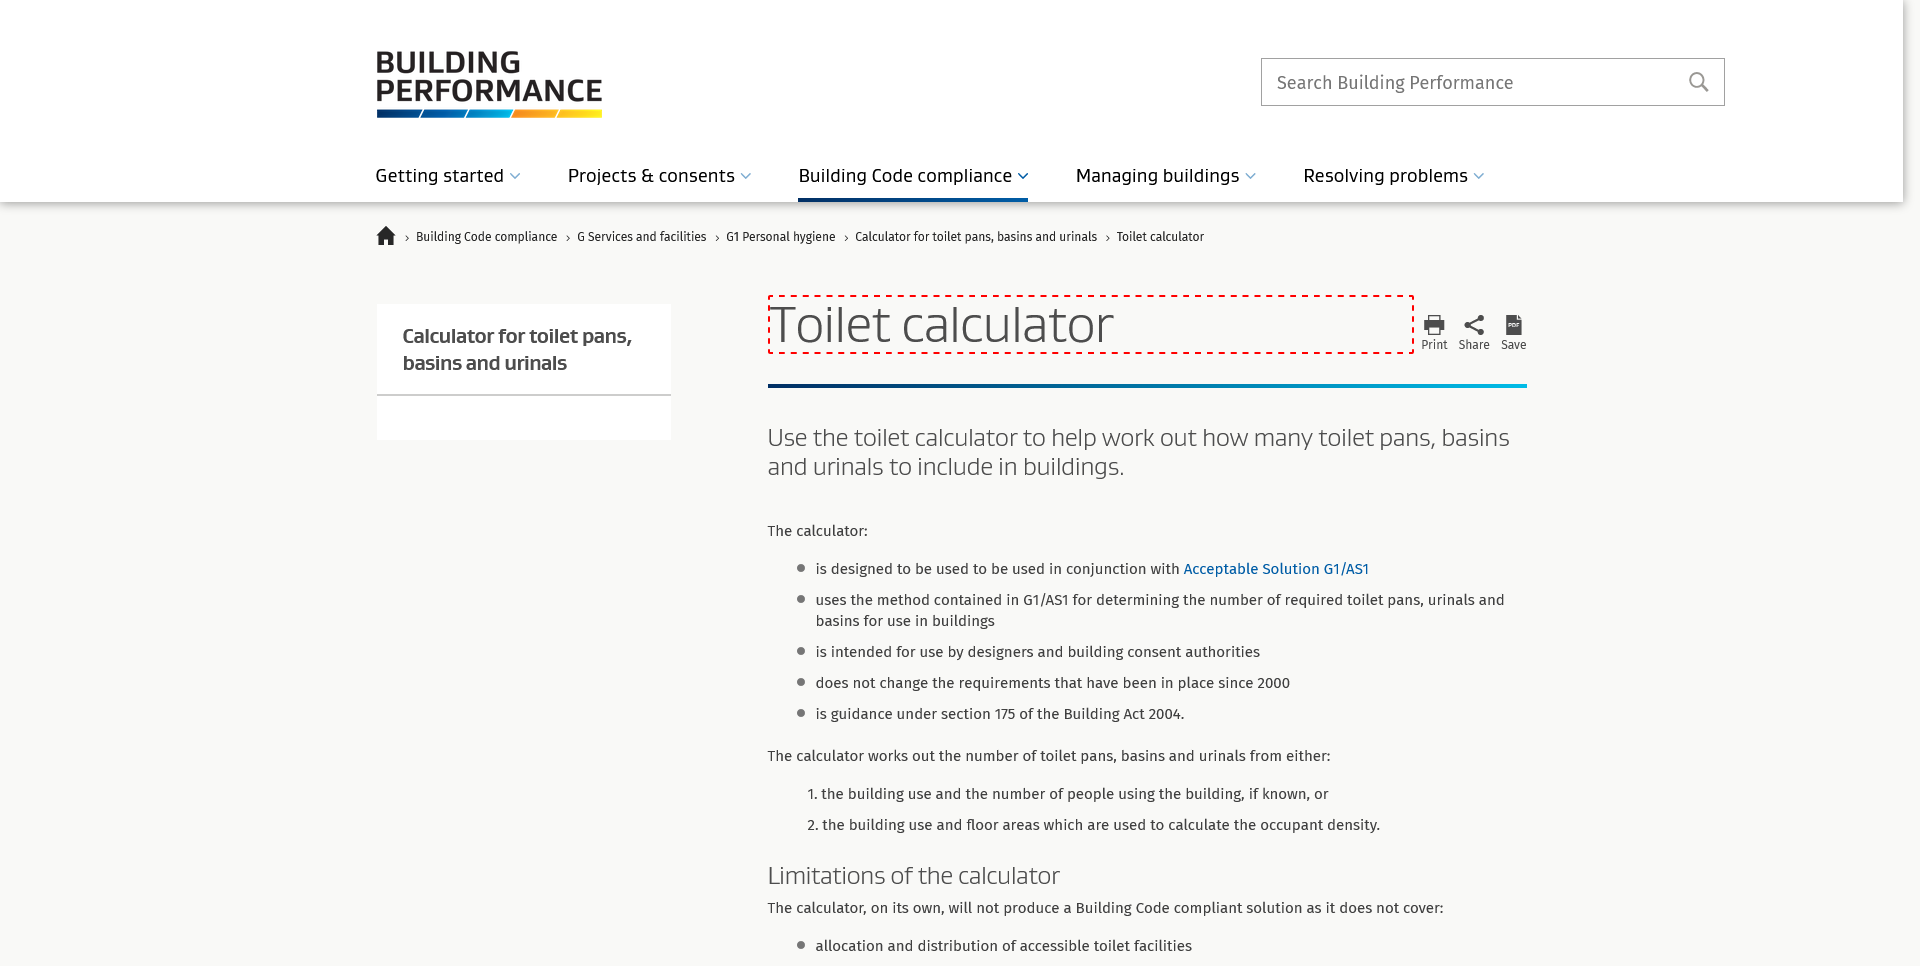 BUILDING
PERFORMANCE
Search Building Performance
Getting started
Projects & consents
Building Code compliance
Managing buildings
Resolving problems
Building Code compliance › G Services and facilities › G1 Personal hygiene › Calculator for toilet pans, basins and urinals › Toilet calculator
Calculator for toilet pans,
basins and urinals
Toilet calculator
Print
Share
PDF
Save
Use the toilet calculator to help work out how many toilet pans, basins
and urinals to include in buildings.
The calculator:
is designed to be used to be used in conjunction with Acceptable Solution G1/AS1
uses the method contained in G1/AS1 for determining the number of required toilet pans, urinals and
basins for use in buildings
is intended for use by designers and building consent authorities
does not change the requirements that have been in place since 2000
is guidance under section 175 of the Building Act 2004.
The calculator works out the number of toilet pans, basins and urinals from either:
1. the building use and the number of people using the building, if known, or
2. the building use and floor areas which are used to calculate the occupant density.
Limitations of the calculator
The calculator, on its own, will not produce a Building Code compliant solution as it does not cover:
allocation and distribution of accessible toilet facilities